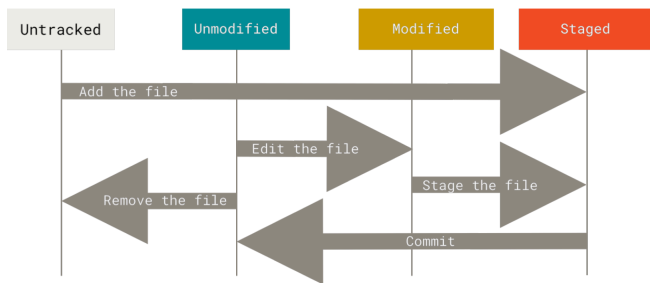 Untracked
Unmodified
Modified
Staged
Add the file
Edit the file
Stage the file
Remove the file
Commit